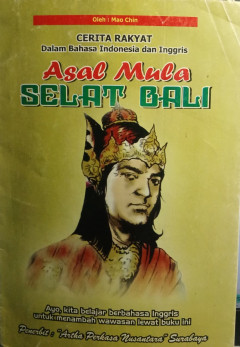 Oleh : Mao Chin
CERITA RAKYAT
Dalam Bahasa Indonesia dan Inggris
Asal Mula
SELAT BALI
Ayo, kita belajar berbahasa Inggris
untuk menambah wawasan lewat buku ini
Penerbit : "Artha Perkasa Nusantara" Surabaya